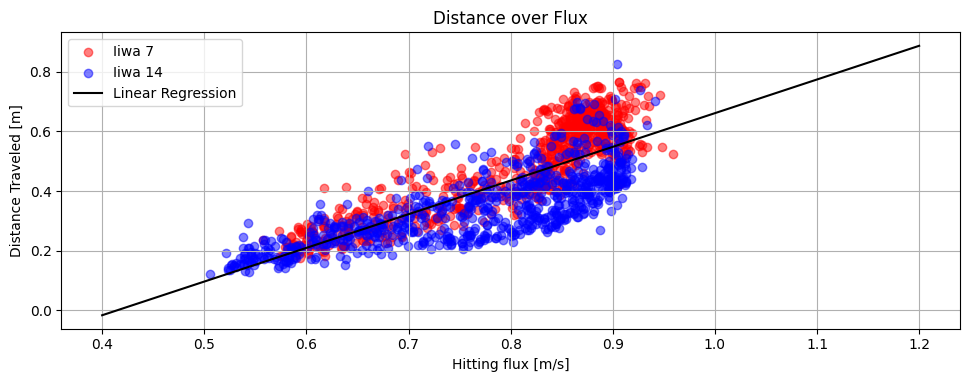 Distance over Flux
Iiwa 7
Iiwa 14
Linear Regression
Distance Traveled [m]
0.8
0.6
0.4
0.2
0.0
0.4 0.5 0.6 0.7 0.8 0.9 1.0 1.1 1.2
Hitting flux [m/s]